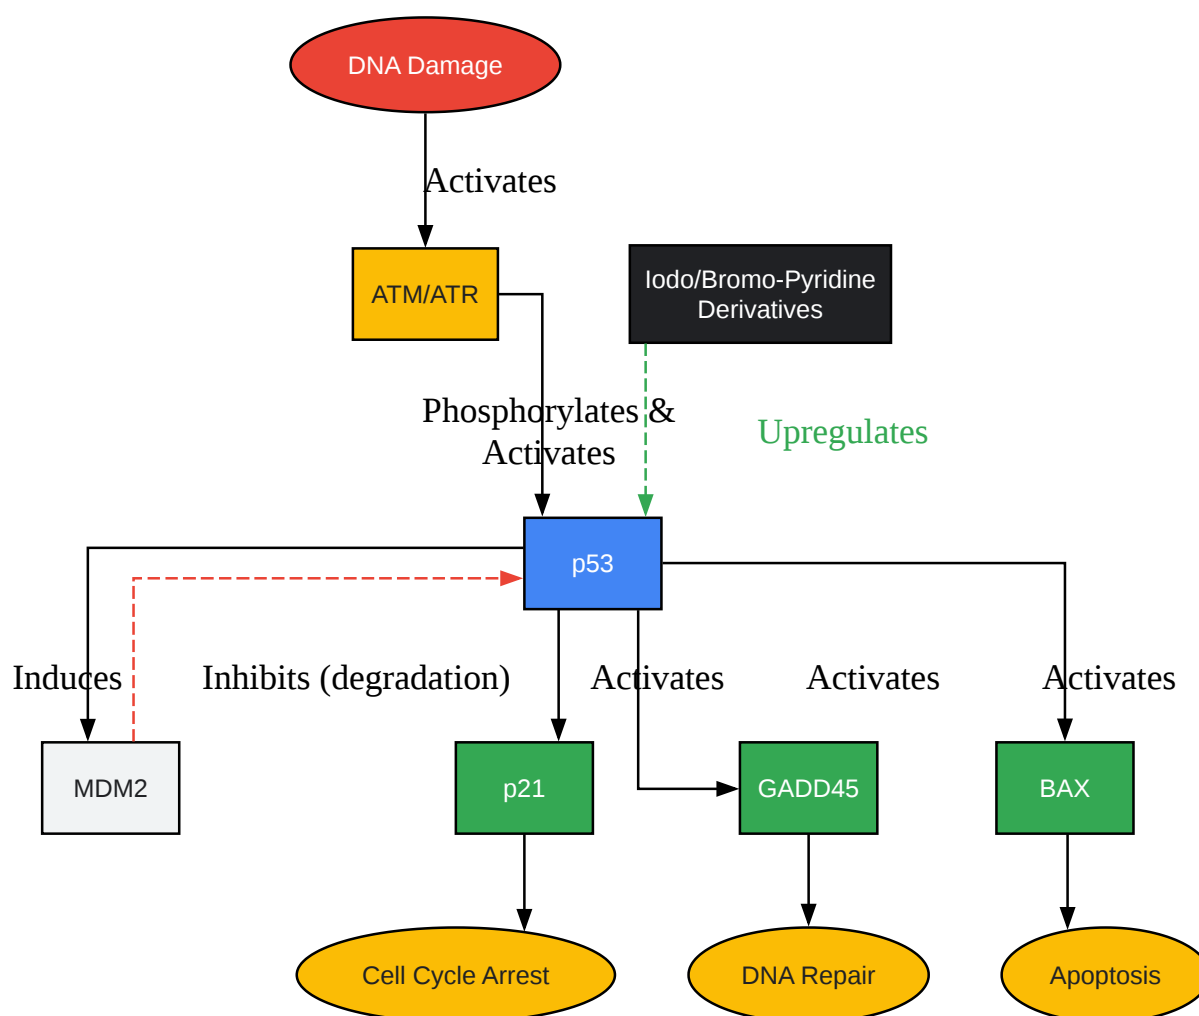 DNA Damage
Activates
ATM/ATR
Iodo/Bromo-Pyridine
Derivatives
Phosphorylates &
Activates
Upregulates
p53
Induces
Inhibits (degradation)
Activates
Activates
Activates
MDM2
p21
GADD45
BAX
Cell Cycle Arrest
DNA Repair
Apoptosis